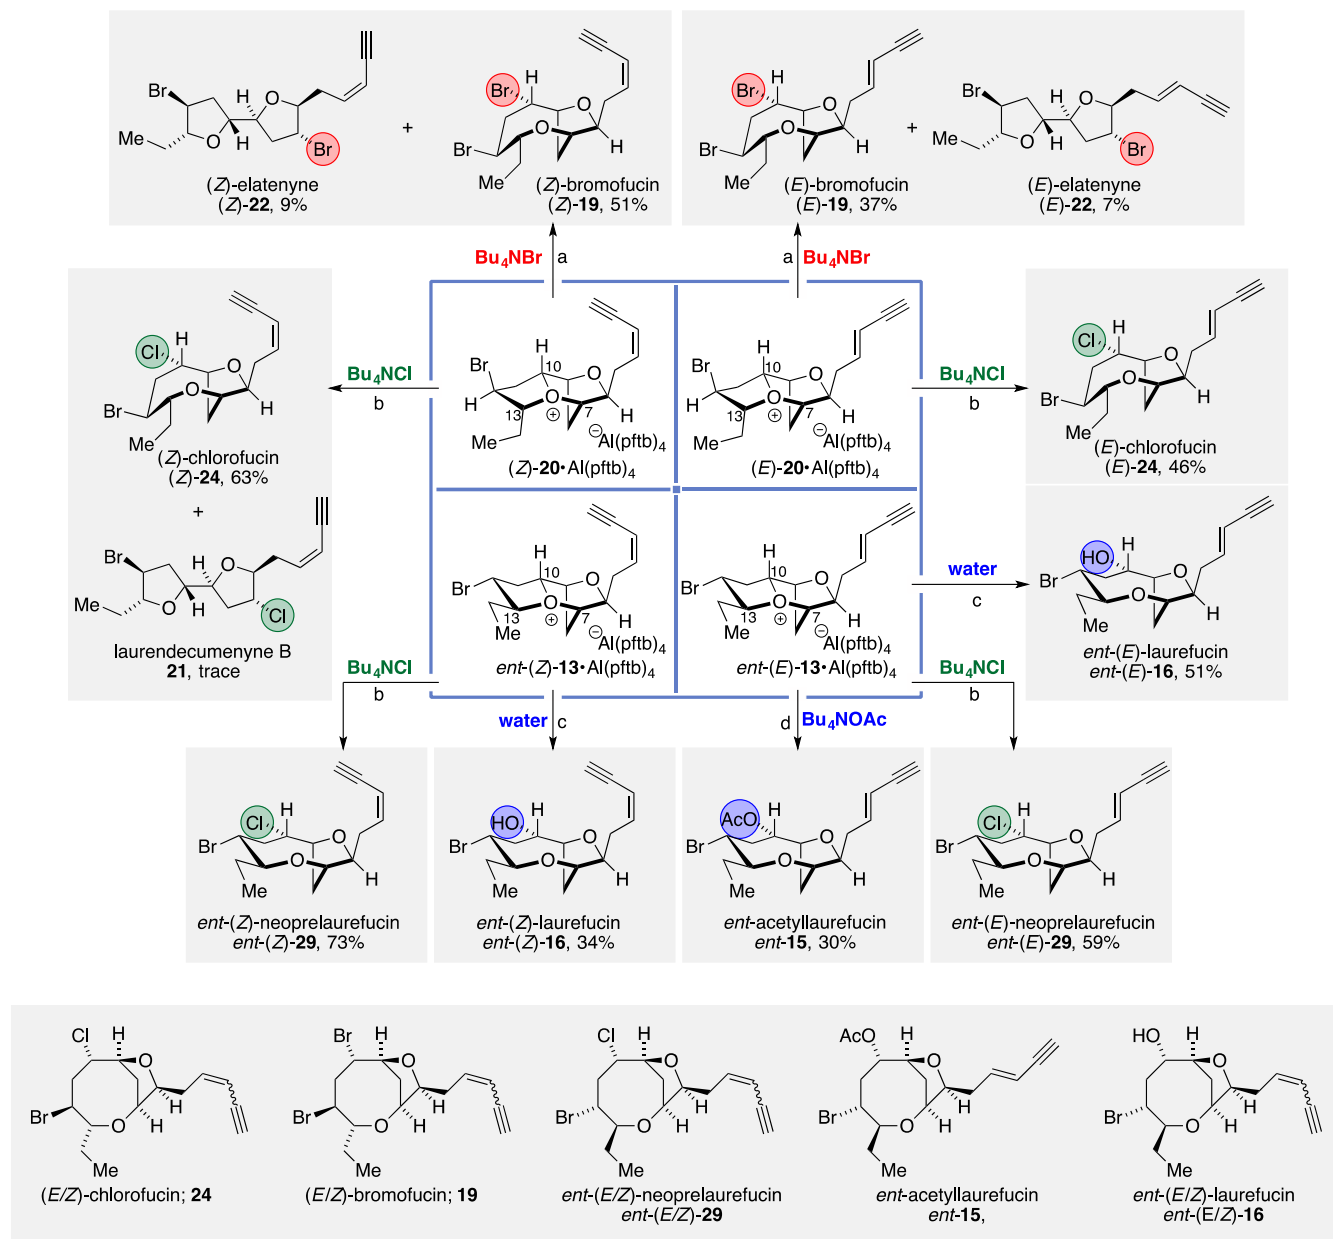 Br
H
O
Me
O
H
Br
(Z)-elatenyne
(Z)-22, 9%
+
Br
H
O
O
Br
H
Me
(Z)-bromofucin
(Z)-19, 51%
Br
H
O
O
Br
H
Me
(E)-bromofucin
(E)-19, 37%
+
Br
H
O
Me
O
H
Br
(E)-elatenyne
(E)-22, 7%
Bu4NBr
a
a
Bu4NBr
Cl
H
O
O
Br
H
Me
(Z)-chlorofucin
(Z)-24, 63%
+
Br
H
O
Me
O
H
Cl
laurendecumenyne B
21, trace
Bu4NCl
b
Br
H
10
O
H
O
13
⊕
7
H
Me
⊖Al(pftb)4
(Z)-20•Al(pftb)4
Br
H
10
O
H
O
13
⊕
7
H
Me
⊖Al(pftb)4
(E)-20•Al(pftb)4
Bu4NCl
b
Cl
H
O
O
Br
H
Me
(E)-chlorofucin
(E)-24, 46%
H
10
O
Br
O
13
⊕
7
H
Me
⊖Al(pftb)4
ent-(Z)-13•Al(pftb)4
H
10
O
Br
O
13
⊕
7
H
Me
⊖Al(pftb)4
ent-(E)-13•Al(pftb)4
water
c
HO
H
O
Br
O
H
Me
ent-(E)-laurefucin
ent-(E)-16, 51%
Bu4NCl
b
water
c
d
Bu4NOAc
Bu4NCl
b
Cl
H
O
Br
O
H
Me
ent-(Z)-neoprelaurefucin
ent-(Z)-29, 73%
HO
H
O
Br
O
H
Me
ent-(Z)-laurefucin
ent-(Z)-16, 34%
AcO
H
O
Br
O
H
Me
ent-acetyllaurefucin
ent-15, 30%
Cl
H
O
Br
O
H
Me
ent-(E)-neoprelaurefucin
ent-(E)-29, 59%
Cl
H
O
Br
H
O
H
Me
(E/Z)-chlorofucin; 24
Br
H
O
Br
H
O
H
Me
(E/Z)-bromofucin; 19
Cl
H
O
Br
H
O
H
Me
ent-(E/Z)-neoprelaurefucin
ent-(E/Z)-29
AcO
H
O
Br
H
O
H
Me
ent-acetyllaurefucin
ent-15,
HO
H
O
Br
H
O
H
Me
ent-(E/Z)-laurefucin
ent-(E/Z)-16